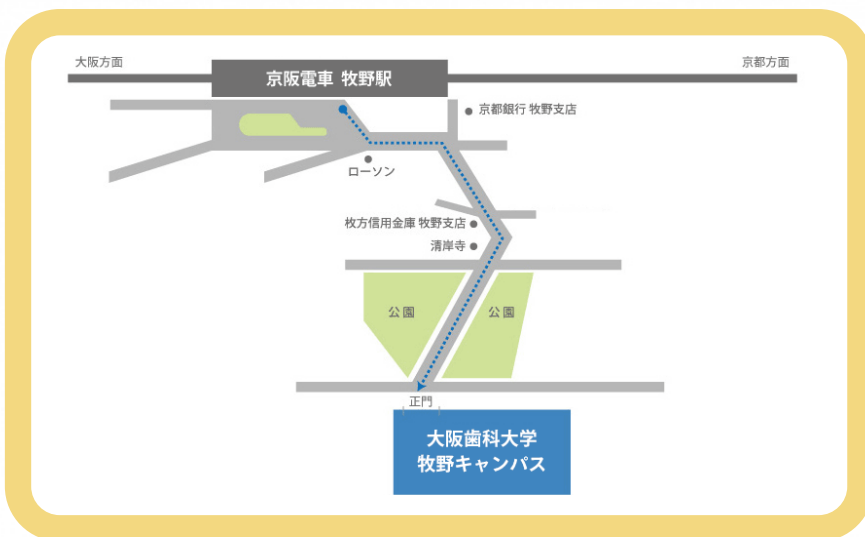 大阪方面
京都方面
京阪電車 牧野駅
京都銀行 牧野支店
ローソン
枚方信用金庫 牧野支店
清岸寺
公園
公園
正門
大阪歯科大学
牧野キャンパス